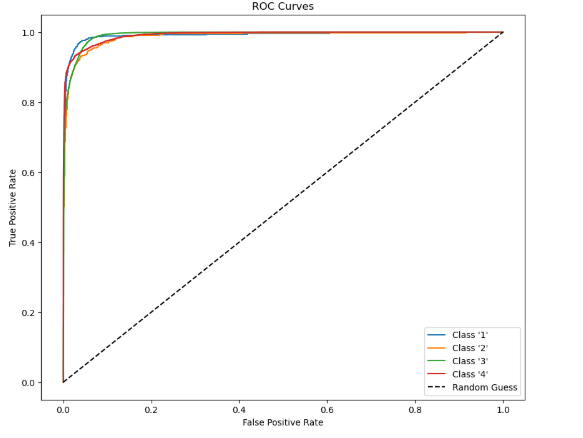 ROC Curves
True Positive Rate
1.0
0.8
0.6
0.4
0.2
0.0
Class '1'
Class '2'
Class '3'
Class '4'
Random Guess
0.0 0.2 0.4 0.6 0.8 1.0
False Positive Rate